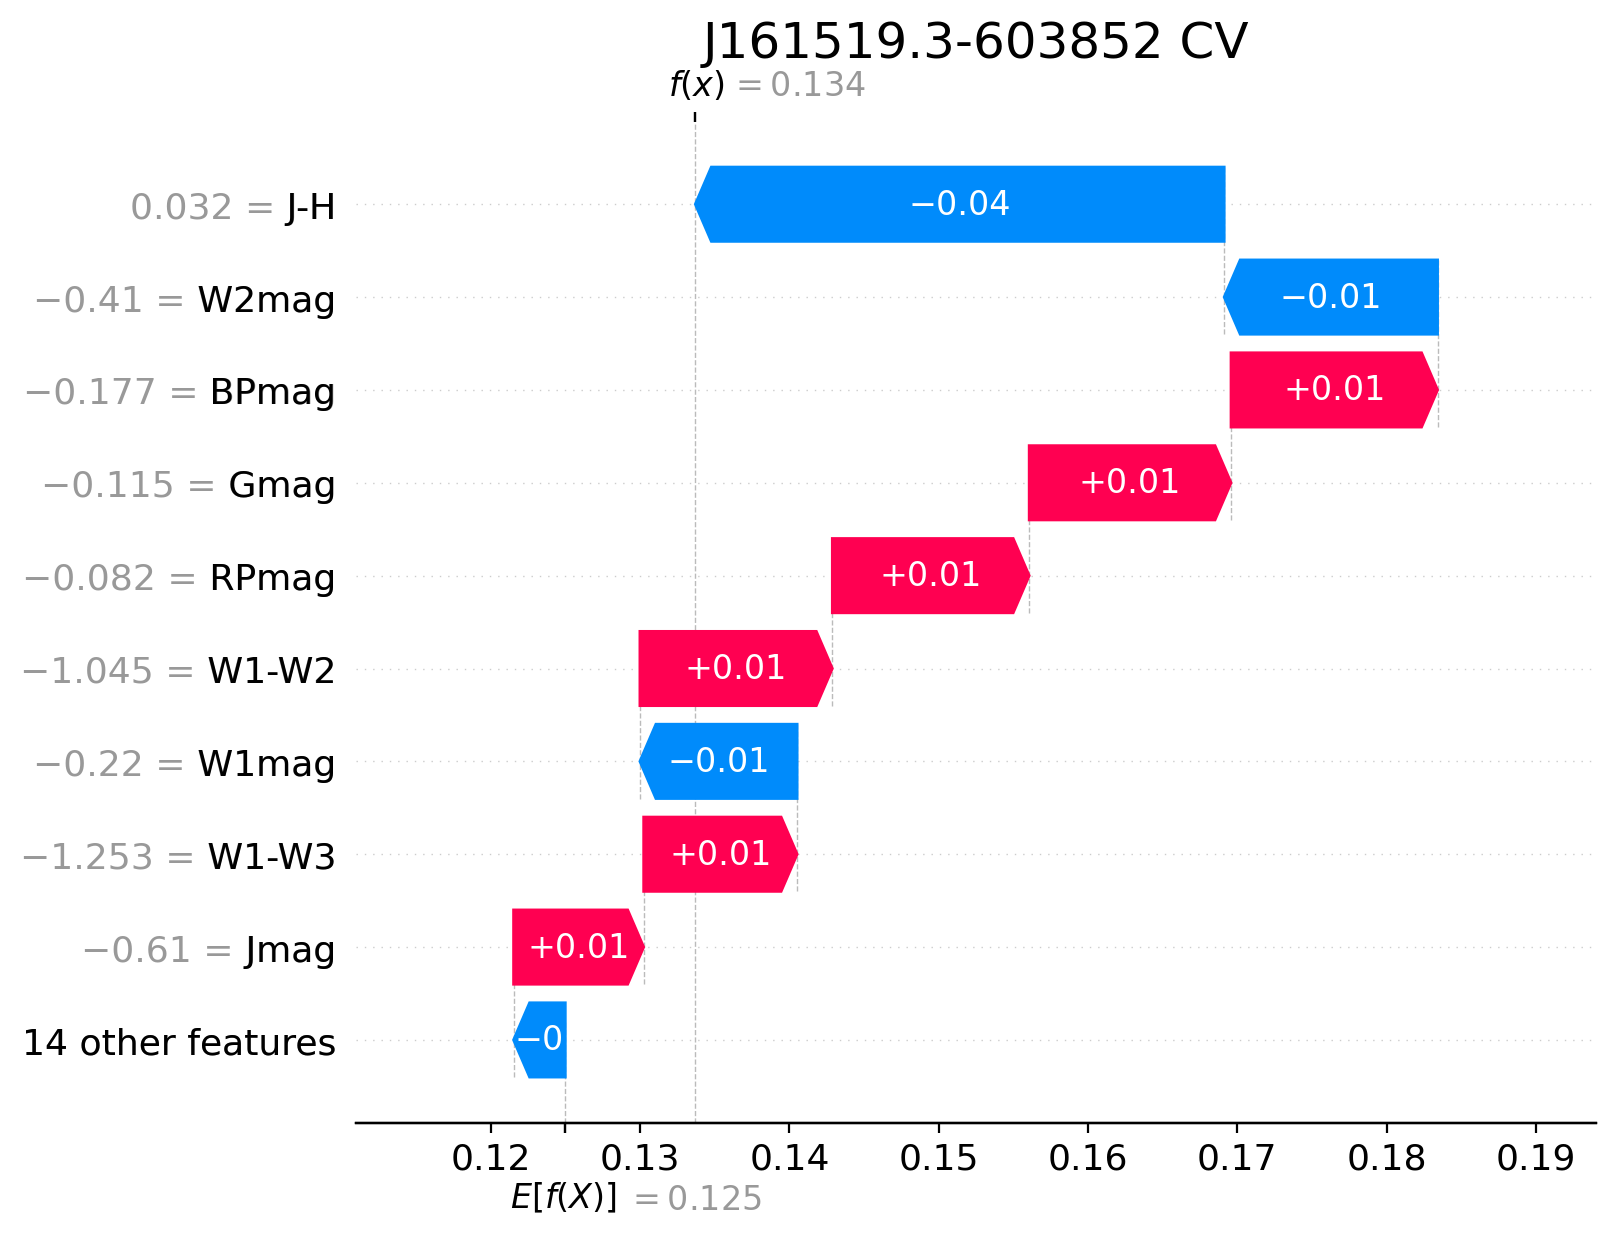 J161519.3-603852 CV
f(x) = 0.134
0.032 = J-H
−0.04
−0.41 = W2mag
−0.01
−0.177 = BPmag
+0.01
−0.115 = Gmag
+0.01
−0.082 = RPmag
+0.01
−1.045 = W1-W2
+0.01
−0.22 = W1mag
−0.01
−1.253 = W1-W3
+0.01
−0.61 = Jmag
+0.01
14 other features
−0
0.12 0.13 0.14 0.15 0.16 0.17 0.18 0.19
E[f(X)] = 0.125